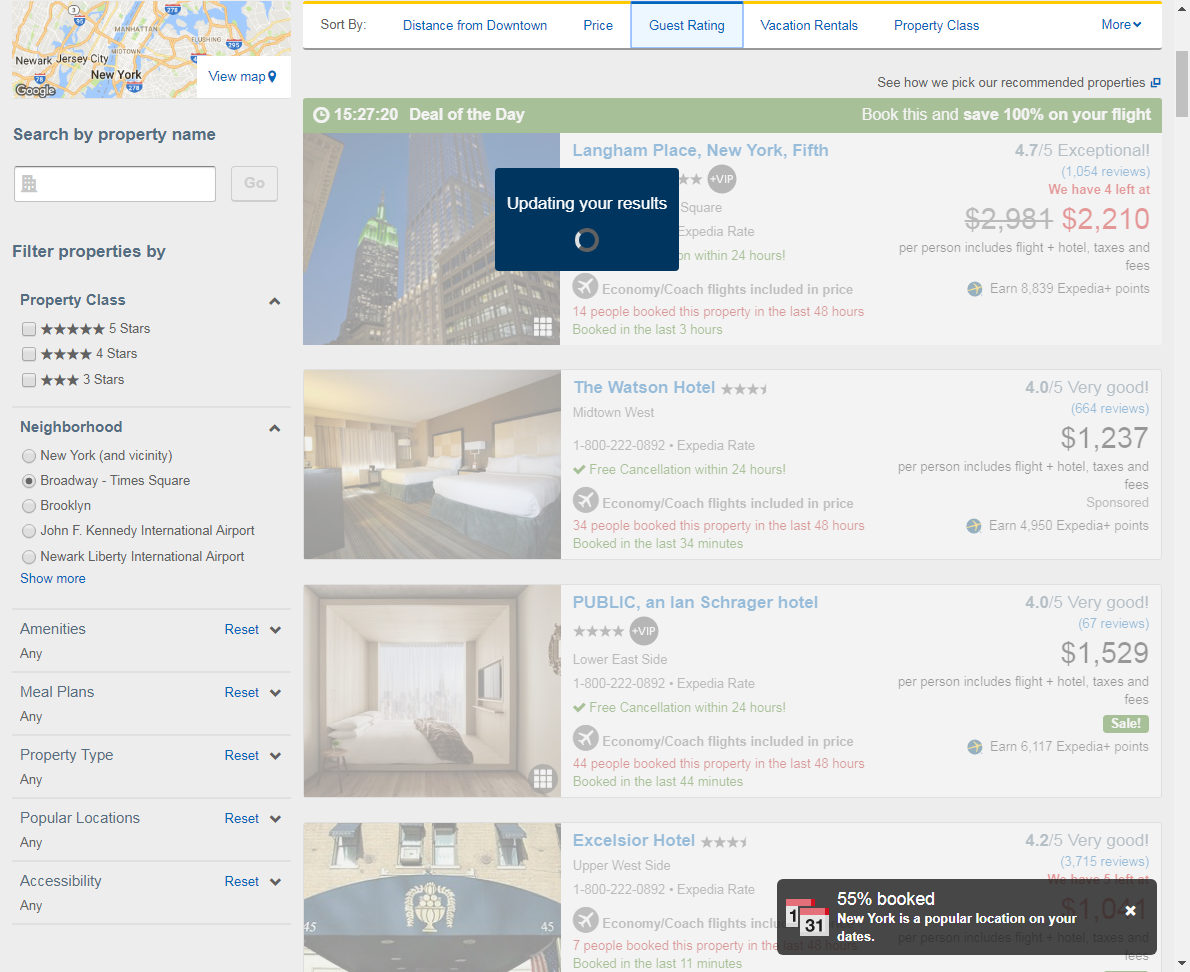 MANHATTAN
FLUSHING
MIDTOWN
Newark
Jersey City
New York
3
278
95
295
78
278
Google
View map
Search by property name
Go
Filter properties by
Property Class
5 Stars
4 Stars
3 Stars
Neighborhood
New York (and vicinity)
Broadway - Times Square
Brooklyn
John F. Kennedy International Airport
Newark Liberty International Airport
Show more
Amenities Reset
Any
Meal Plans Reset
Any
Property Type Reset
Any
Popular Locations Reset
Any
Accessibility Reset
Any
Sort By: Distance from Downtown Price Guest Rating Vacation Rentals Property Class More
See how we pick our recommended properties
15:27:20 Deal of the Day Book this and save 100% on your flight
Updating your results
Langham Place, New York, Fifth
+VIP
Square
Expedia Rate
within 24 hours!
Economy/Coach flights included in price
14 people booked this property in the last 48 hours
Booked in the last 3 hours
4.7/5 Exceptional!
(1,054 reviews)
We have 4 left at
$2,981 $2,210
per person includes flight + hotel, taxes and
fees
Earn 8,839 Expedia+ points
The Watson Hotel
Midtown West
1-800-222-0892 • Expedia Rate
Free Cancellation within 24 hours!
Economy/Coach flights included in price
34 people booked this property in the last 48 hours
Booked in the last 34 minutes
4.0/5 Very good!
(664 reviews)
$1,237
per person includes flight + hotel, taxes and
fees
Sponsored
Earn 4,950 Expedia+ points
PUBLIC, an Ian Schrager hotel
+VIP
Lower East Side
1-800-222-0892 • Expedia Rate
Free Cancellation within 24 hours!
Economy/Coach flights included in price
44 people booked this property in the last 48 hours
Booked in the last 44 minutes
4.0/5 Very good!
(67 reviews)
$1,529
per person includes flight + hotel, taxes and
fees
Sale!
Earn 6,117 Expedia+ points
45
45
Excelsior Hotel
Upper West Side
1-800-222-0892 • Expedia Rate
Economy/Coach flights
7 people booked this property in the last 48 hours
Booked in the last 11 minutes
4.2/5 Very good!
(3,715 reviews)
We have 5 left at
$1,041
per person includes flight + hotel, taxes and
fees
1
31
55% booked
New York is a popular location on your
dates.